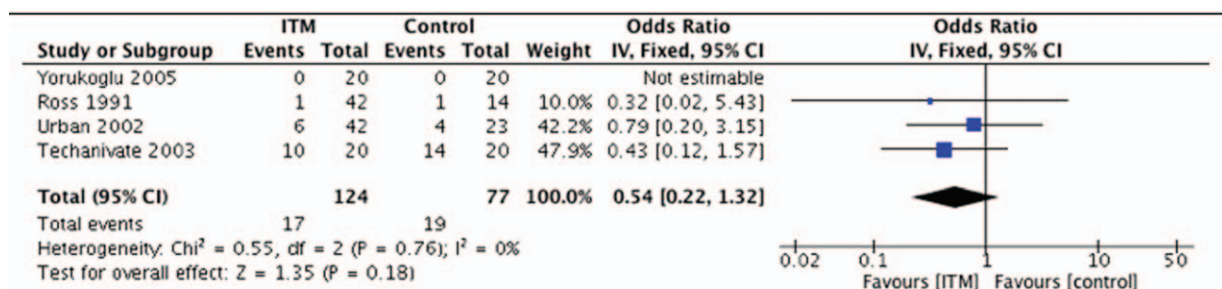 ITM Control Odds Ratio Odds Ratio
Study or Subgroup Events Total Events Total Weight IV, Fixed, 95% CI IV, Fixed, 95% CI
Yorukoglu 2005 0 20 0 20 Not estimable
Ross 1991 1 42 1 14 10.0% 0.32 [0.02, 5.43]
Urban 2002 6 42 4 23 42.2% 0.79 [0.20, 3.15]
Techanivate 2003 10 20 14 20 47.9% 0.43 [0.12, 1.57]
Total (95% CI) 124 77 100.0% 0.54 [0.22, 1.32]
Total events 17 19
Heterogeneity: Chi² = 0.55, df = 2 (P = 0.76); I² = 0%
Test for overall effect: Z = 1.35 (P = 0.18)
0.02 0.1 1 10 50
Favours [ITM] Favours [control]